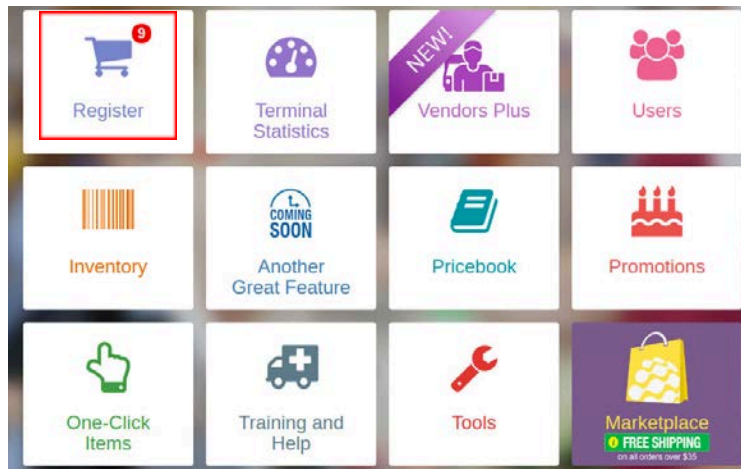 9
Register
Terminal
Statistics
NEW!
Vendors Plus
Users
Inventory
COMING
SOON
Another
Great Feature
Pricebook
Promotions
One-Click
Items
Training and
Help
Tools
Marketplace
FREE SHIPPING
on all orders over $35